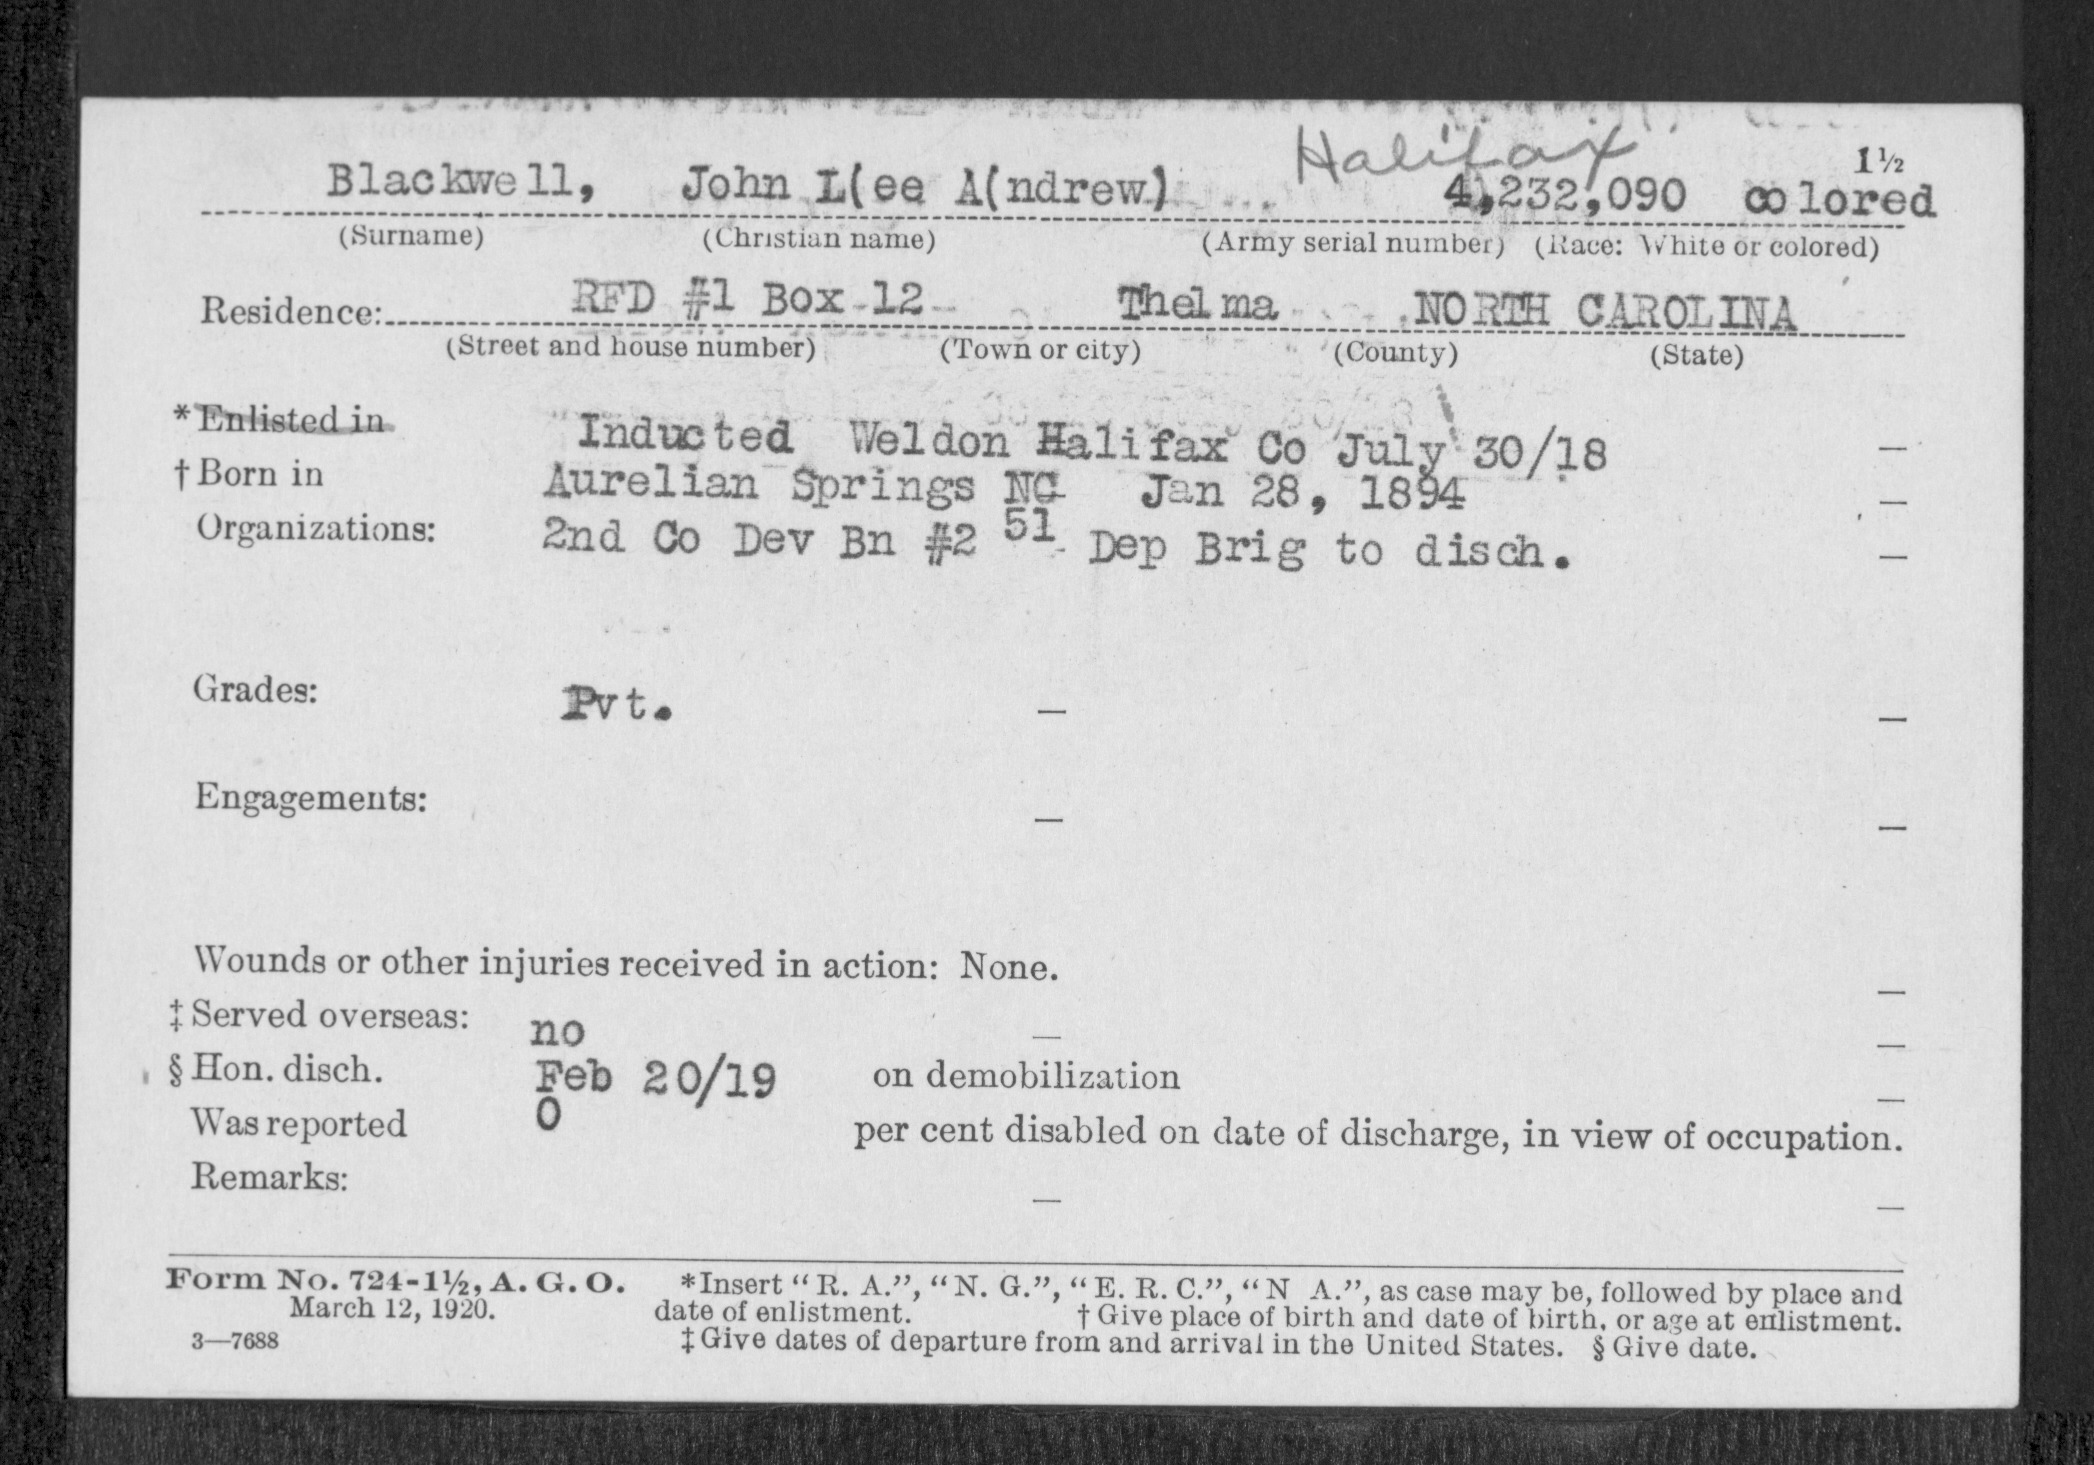 Halifax
1½
Blackwell, John L(ee A(ndrew) 4,232,090 colored
(Surname) (Christian name) (Army serial number) (Race: White or colored)
Residence: RFD #1 Box 12 Thelma NORTH CAROLINA
(Street and house number) (Town or city) (County) (State)
*Enlisted in Inducted Weldon Halifax Co July 30/18 —
†Born in Aurelian Springs NC Jan 28, 1894 —
Organizations: 2nd Co Dev Bn #2 51 Dep Brig to disch. —
Grades: Pvt. — —
Engagements: — —
Wounds or other injuries received in action: None. —
‡Served overseas: no — —
§Hon. disch. Feb 20/19 on demobilization —
Was reported 0 per cent disabled on date of discharge, in view of occupation.
Remarks: — —
Form No. 724-1½, A. G. O. *Insert “R. A.”, “N. G.”, “E. R. C.”, “N A.”, as case may be, followed by place and
March 12, 1920. date of enlistment. †Give place of birth and date of birth, or age at enlistment.
3—7688 ‡Give dates of departure from and arrival in the United States. §Give date.